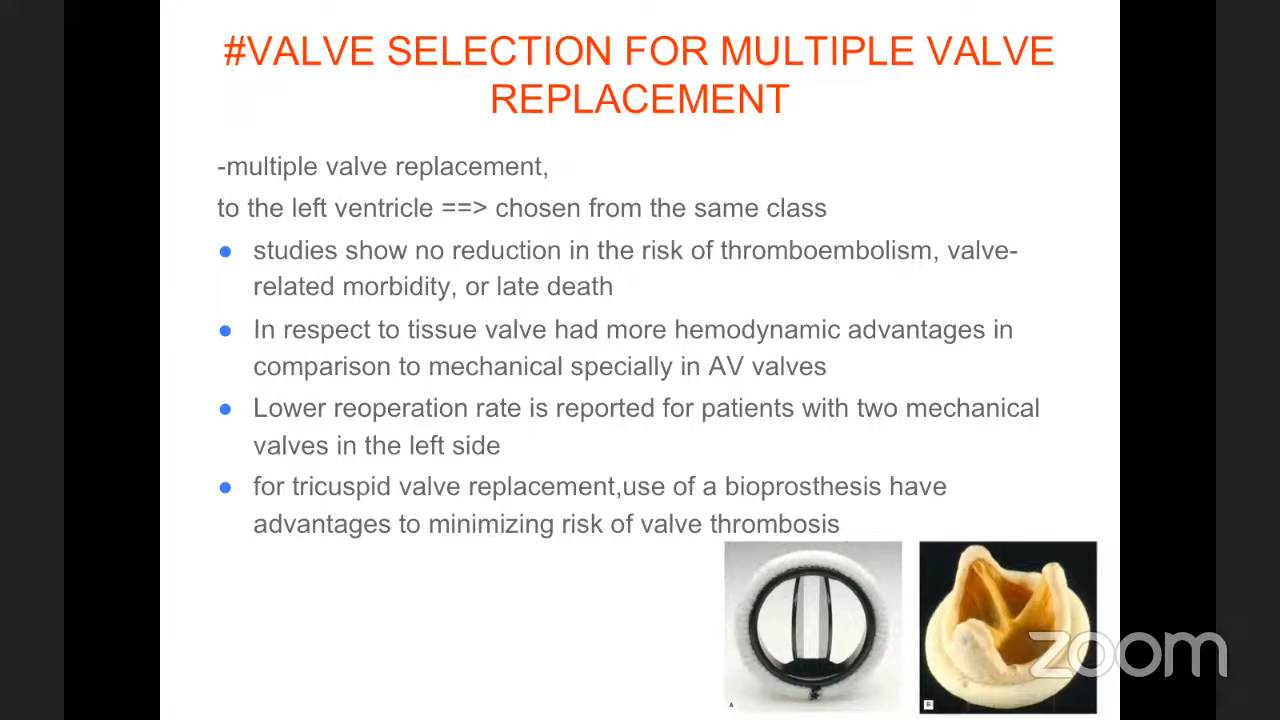 #VALVE SELECTION FOR MULTIPLE VALVE
REPLACEMENT
-multiple valve replacement,
to the left ventricle ==> chosen from the same class
studies show no reduction in the risk of thromboembolism, valve-
related morbidity, or late death
In respect to tissue valve had more hemodynamic advantages in
comparison to mechanical specially in AV valves
Lower reoperation rate is reported for patients with two mechanical
valves in the left side
for tricuspid valve replacement,use of a bioprosthesis have
advantages to minimizing risk of valve thrombosis
A
B
zoom